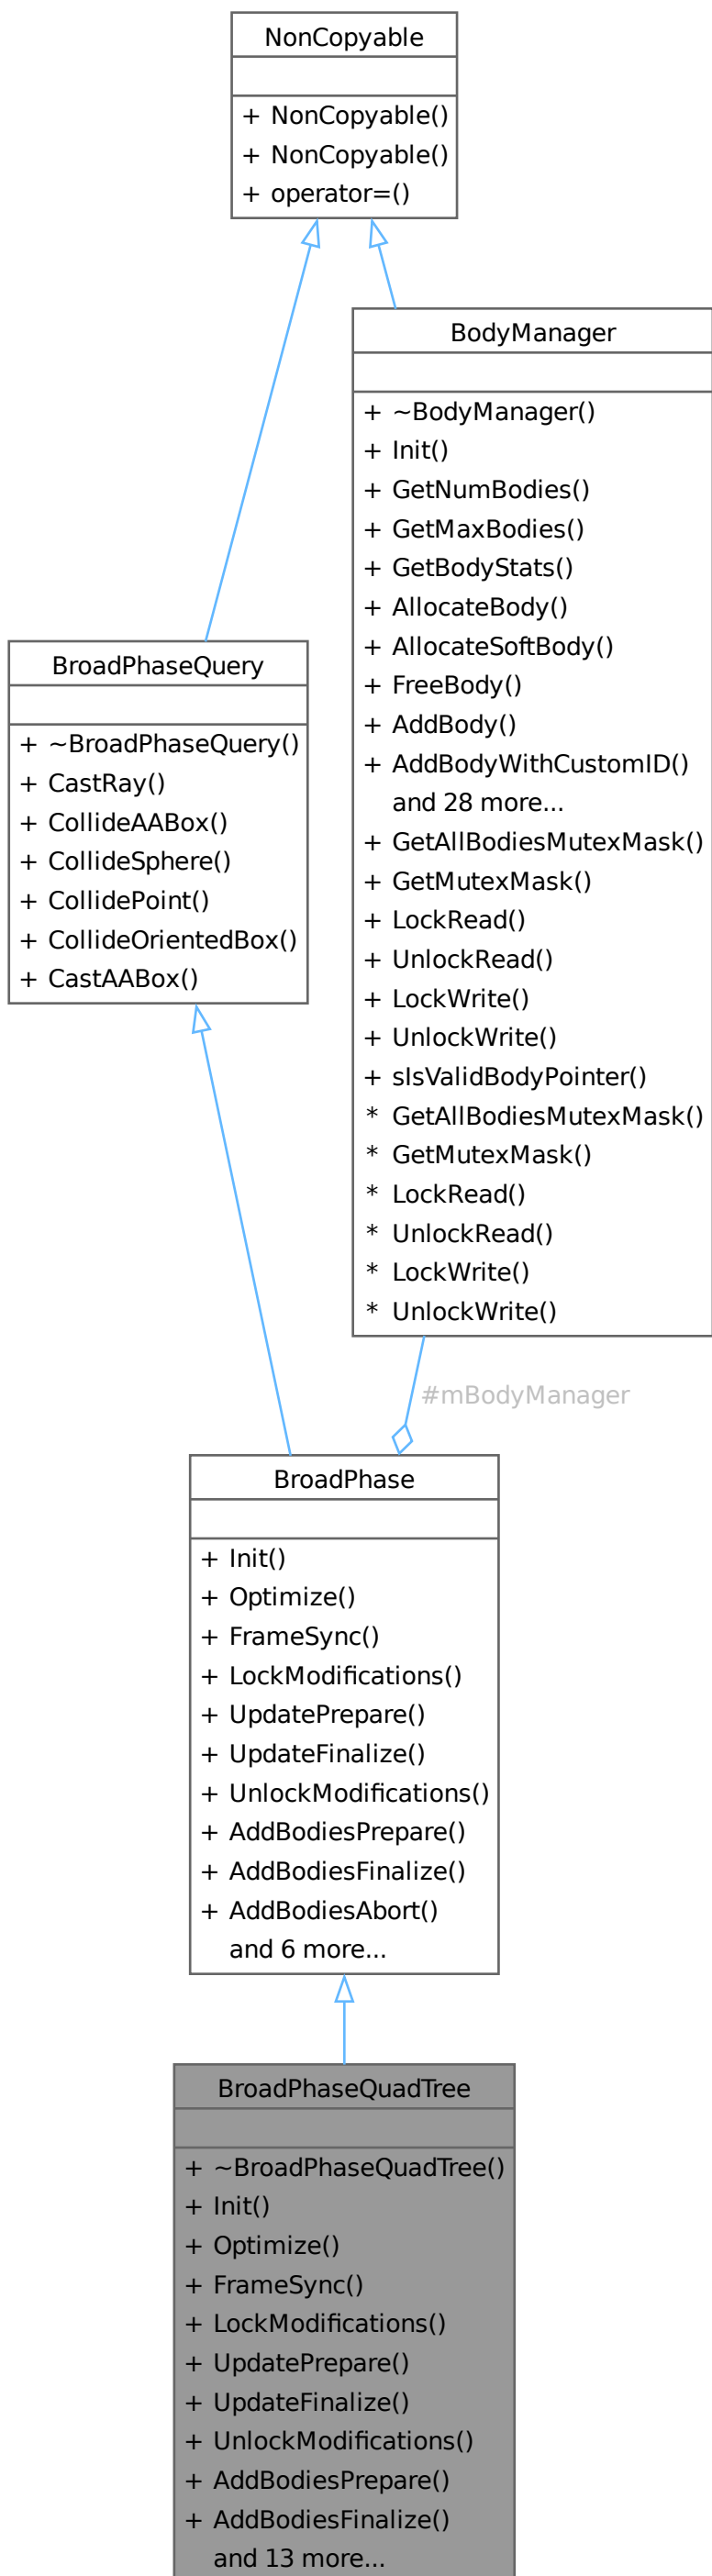 NonCopyable
+ NonCopyable()
+ NonCopyable()
+ operator=()
BodyManager
+ ~BodyManager()
+ Init()
+ GetNumBodies()
+ GetMaxBodies()
+ GetBodyStats()
+ AllocateBody()
+ AllocateSoftBody()
+ FreeBody()
+ AddBody()
+ AddBodyWithCustomID()
and 28 more...
+ GetAllBodiesMutexMask()
+ GetMutexMask()
+ LockRead()
+ UnlockRead()
+ LockWrite()
+ UnlockWrite()
+ sIsValidBodyPointer()
* GetAllBodiesMutexMask()
* GetMutexMask()
* LockRead()
* UnlockRead()
* LockWrite()
* UnlockWrite()
BroadPhaseQuery
+ ~BroadPhaseQuery()
+ CastRay()
+ CollideAABox()
+ CollideSphere()
+ CollidePoint()
+ CollideOrientedBox()
+ CastAABox()
#mBodyManager
BroadPhase
+ Init()
+ Optimize()
+ FrameSync()
+ LockModifications()
+ UpdatePrepare()
+ UpdateFinalize()
+ UnlockModifications()
+ AddBodiesPrepare()
+ AddBodiesFinalize()
+ AddBodiesAbort()
and 6 more...
BroadPhaseQuadTree
+ ~BroadPhaseQuadTree()
+ Init()
+ Optimize()
+ FrameSync()
+ LockModifications()
+ UpdatePrepare()
+ UpdateFinalize()
+ UnlockModifications()
+ AddBodiesPrepare()
+ AddBodiesFinalize()
and 13 more...